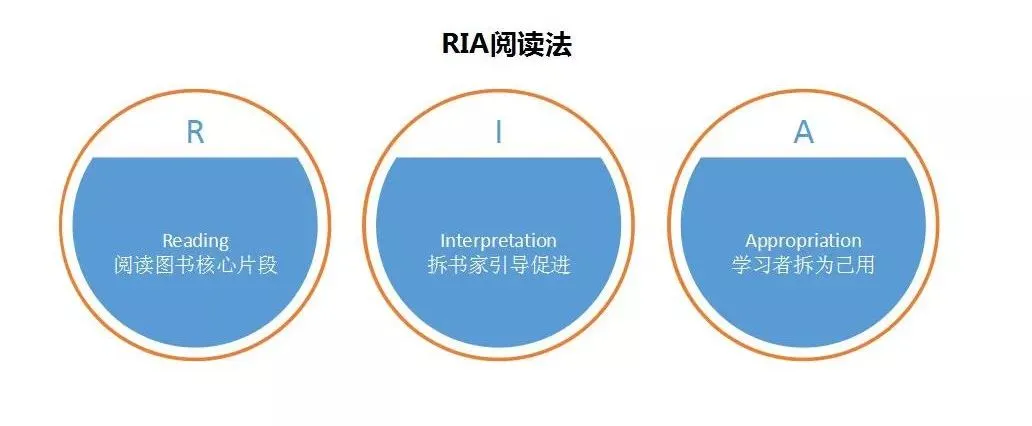 RIA阅读法
R
I
A
Reading
阅读图书核心片段
Interpretation
拆书家引导促进
Appropriation
学习者拆为己用